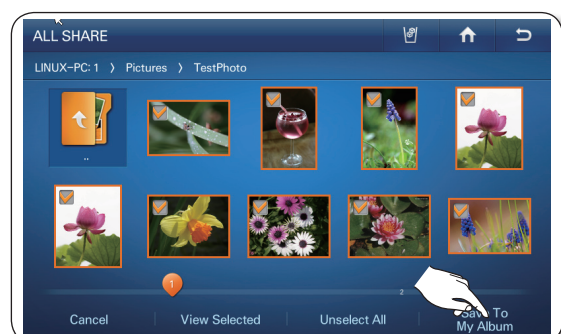 ALL SHARE
LINUX-PC: 1 > Pictures > TestPhoto
..
1
2
Cancel
View Selected
Unselect All
Save To
My Album